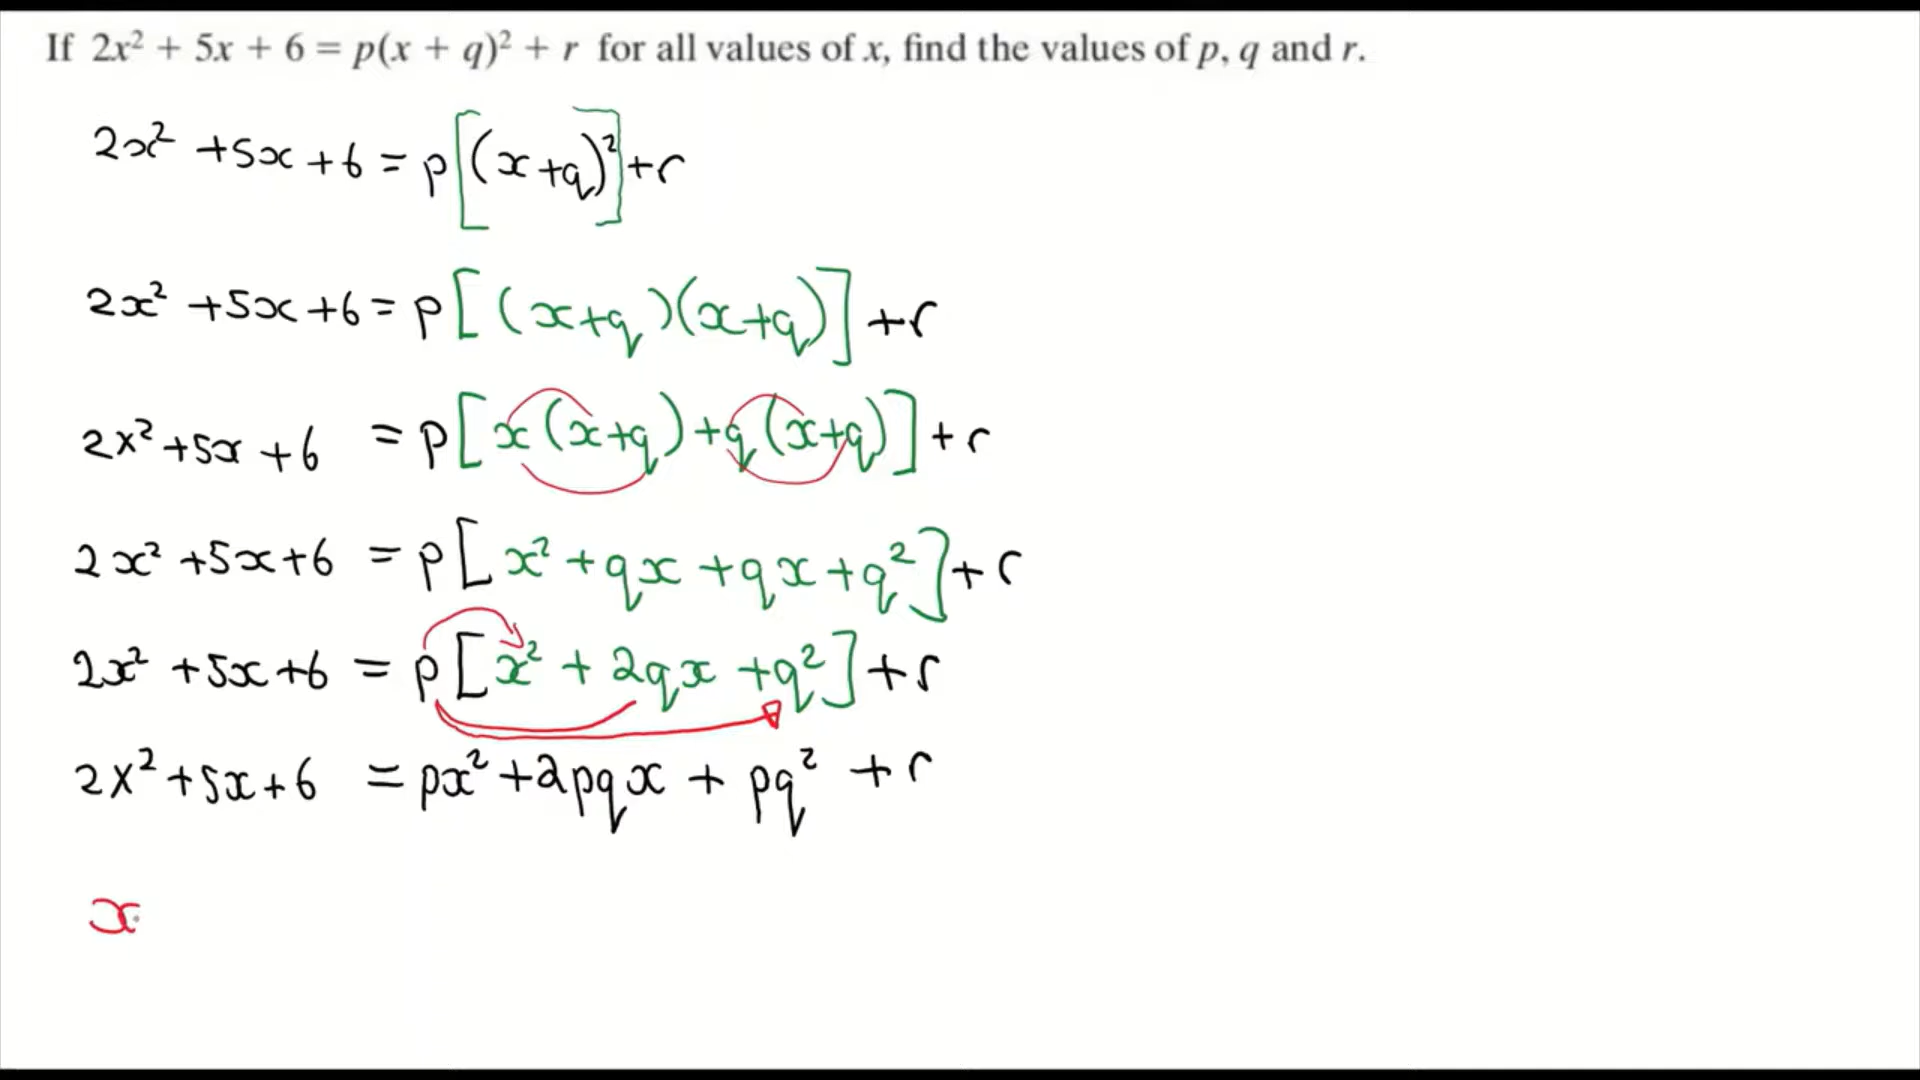 If 2x² + 5x + 6 = p(x + q)² + r for all values of x, find the values of p, q and r.
2x² +5x +6 = p[(x+q)²]+r
2x² +5x +6 = p[(x+q)(x+q)] +r
2x² +5x +6 = p[x(x+q)+q(x+q)] +r
2x² +5x+6 = p[x² +qx +qx +q²]+r
2x² +5x+6 = p[x² + 2qx +q²]+r
2x² +5x+6 = px² +2pqx + pq² +r
x